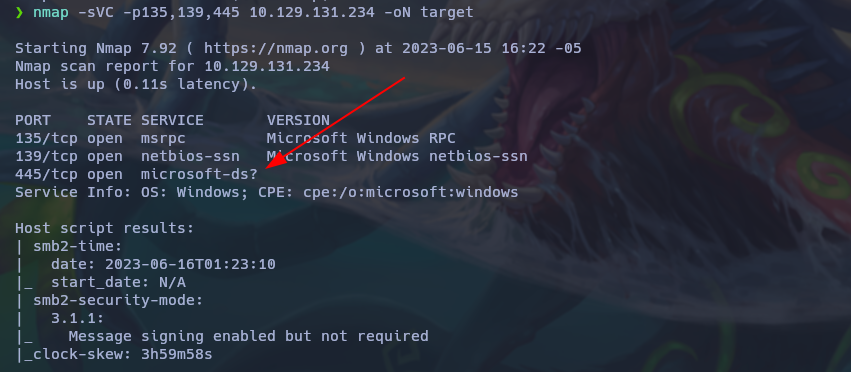 ❯ nmap -sVC -p135,139,445 10.129.131.234 -oN target
Starting Nmap 7.92 ( https://nmap.org ) at 2023-06-15 16:22 -05
Nmap scan report for 10.129.131.234
Host is up (0.11s latency).
PORT    STATE SERVICE       VERSION
135/tcp open  msrpc         Microsoft Windows RPC
139/tcp open  netbios-ssn   Microsoft Windows netbios-ssn
445/tcp open  microsoft-ds?
Service Info: OS: Windows; CPE: cpe:/o:microsoft:windows
Host script results:
| smb2-time:
|   date: 2023-06-16T01:23:10
|_  start_date: N/A
| smb2-security-mode:
|   3.1.1:
|_    Message signing enabled but not required
|_clock-skew: 3h59m58s